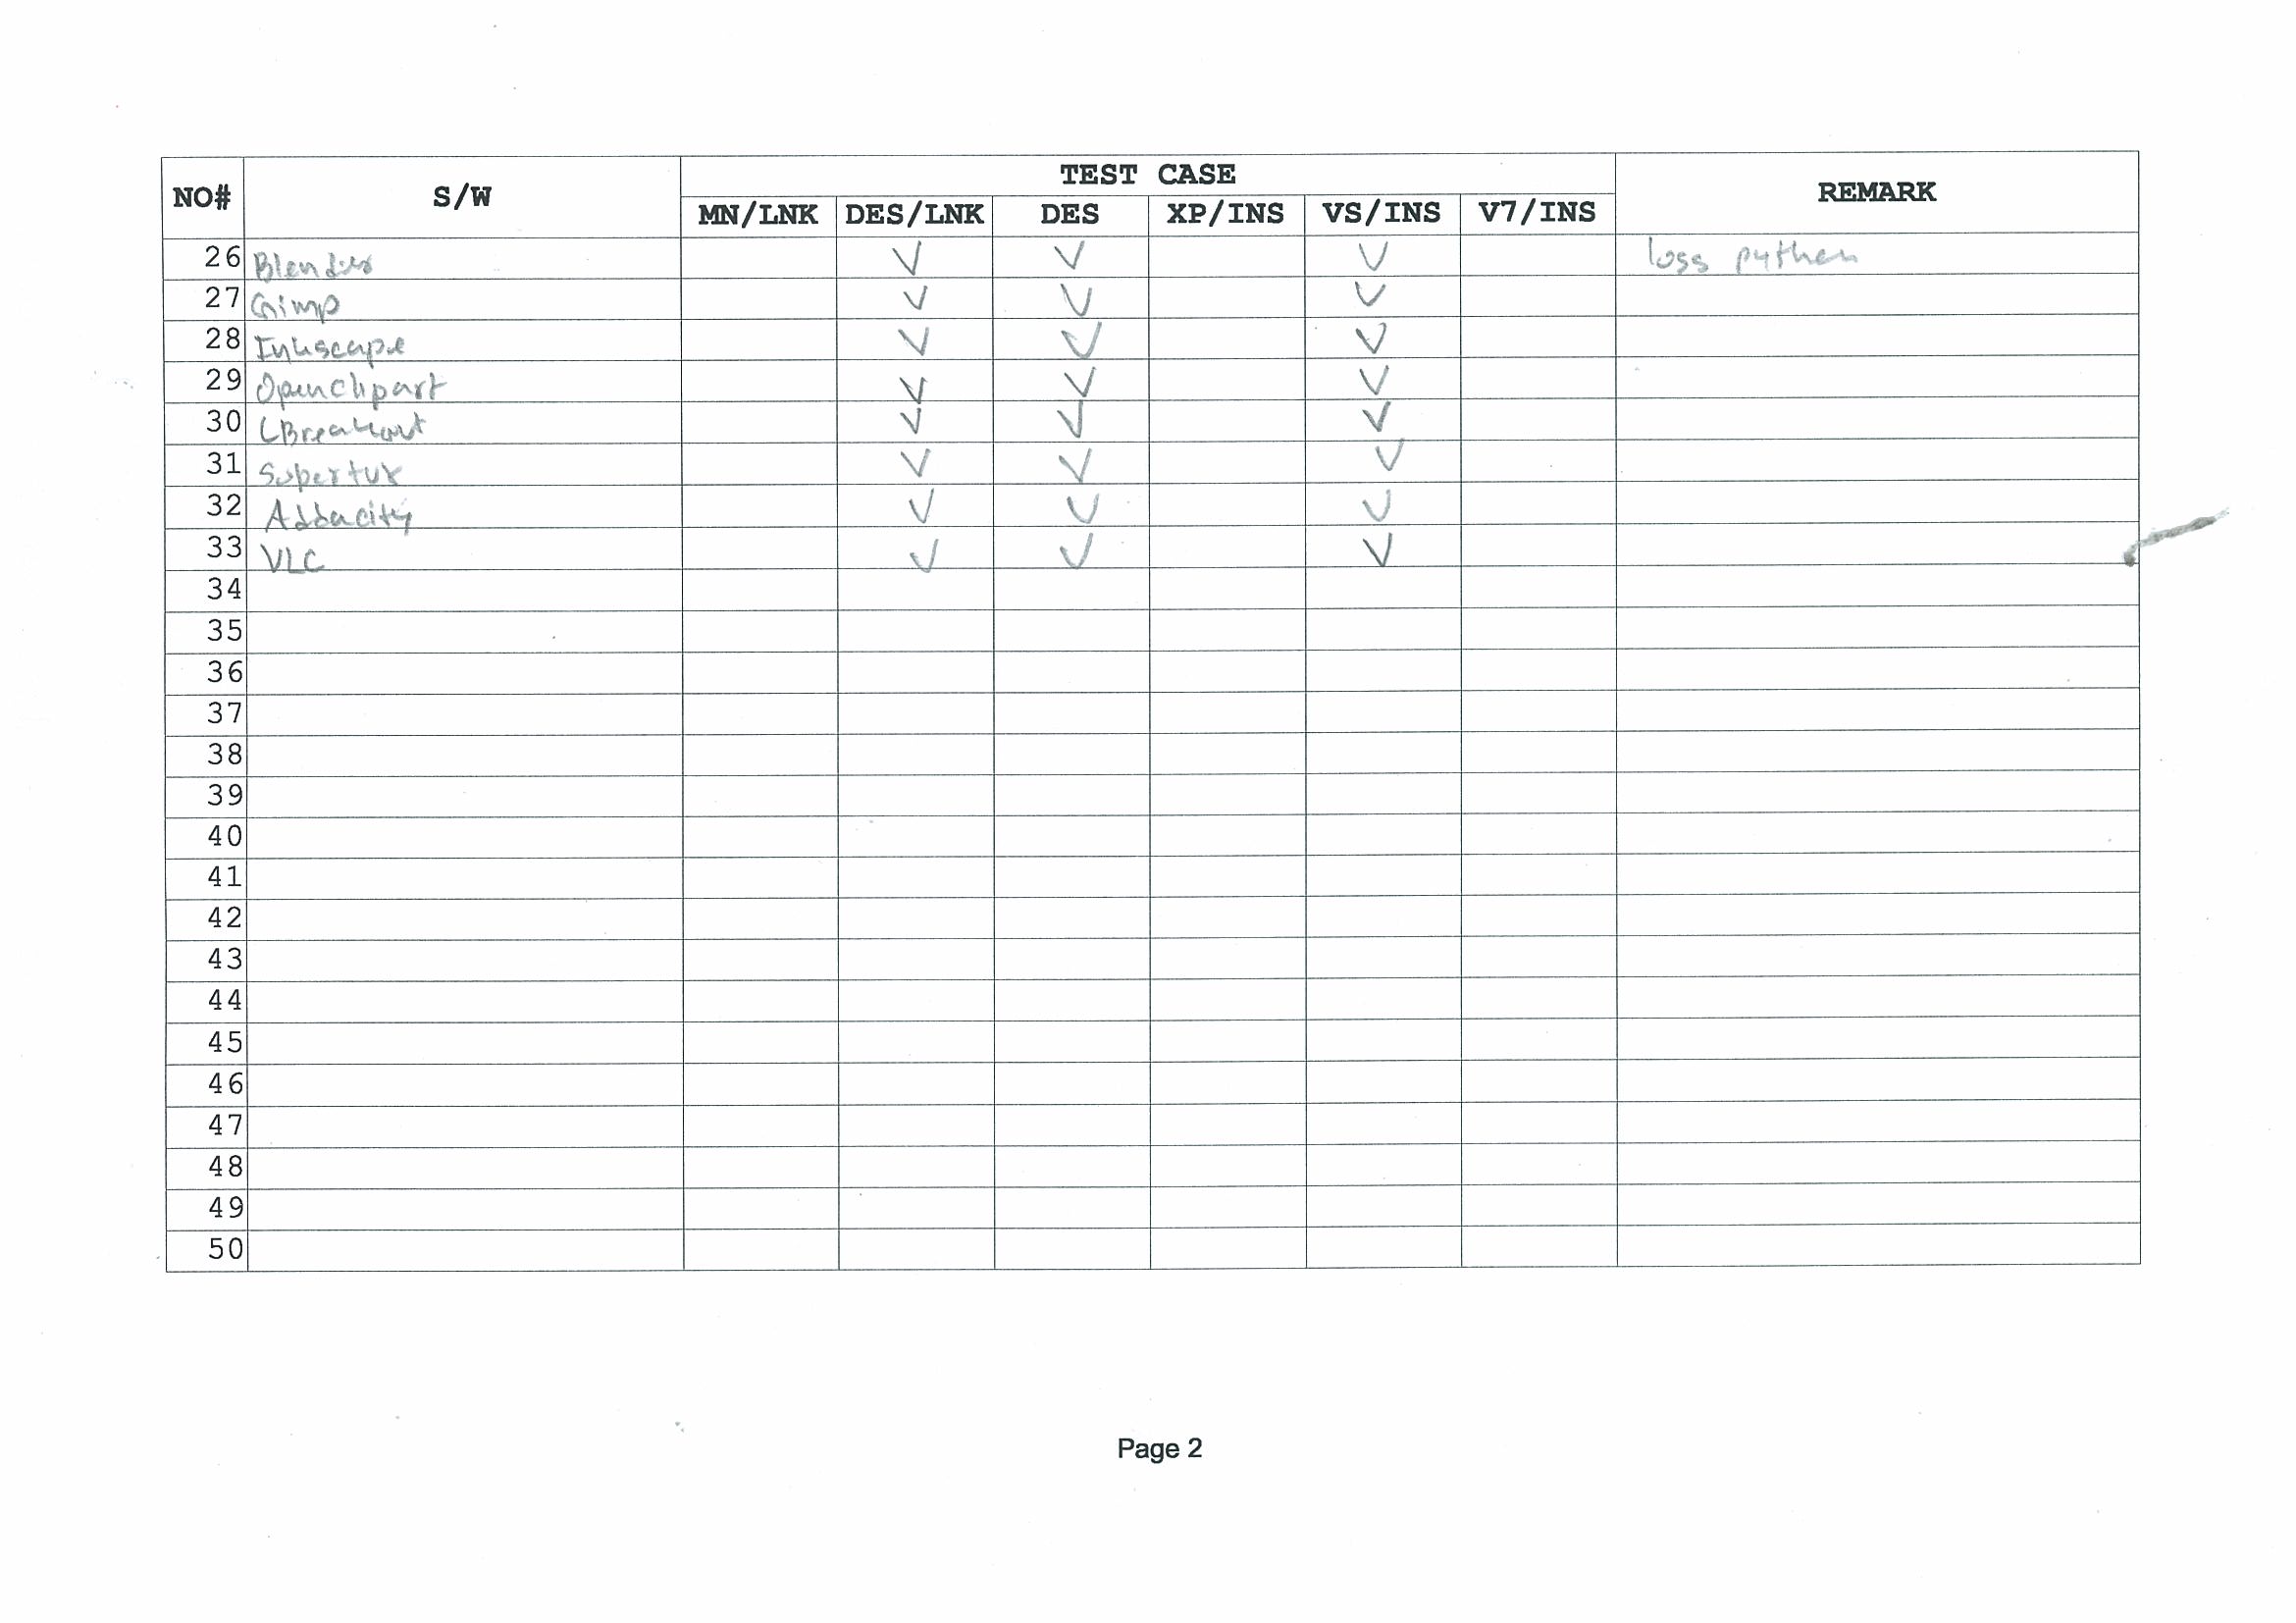 NO# S/W TEST CASE REMARK
MN/LNK DES/LNK DES XP/INS VS/INS V7/INS
26 Blender V V V loss python
27 Gimp V V V
28 Inkscape V V V
29 Openclipart V V V
30 LBreakout V V V
31 Supertux V V V
32 Addacity V V V
33 VLC V V V
34
35
36
37
38
39
40
41
42
43
44
45
46
47
48
49
50
Page 2